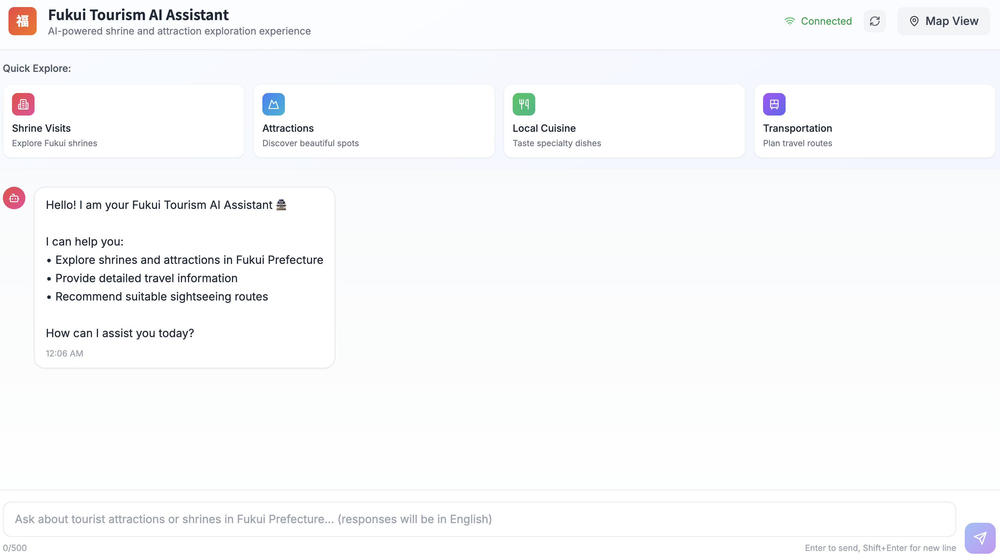 福
Fukui Tourism AI Assistant
AI-powered shrine and attraction exploration experience
Connected
Map View
Quick Explore:
Shrine Visits
Explore Fukui shrines
Attractions
Discover beautiful spots
Local Cuisine
Taste specialty dishes
Transportation
Plan travel routes
Hello! I am your Fukui Tourism AI Assistant 🏯
I can help you:
• Explore shrines and attractions in Fukui Prefecture
• Provide detailed travel information
• Recommend suitable sightseeing routes
How can I assist you today?
12:06 AM
Ask about tourist attractions or shrines in Fukui Prefecture... (responses will be in English)
0/500
Enter to send, Shift+Enter for new line